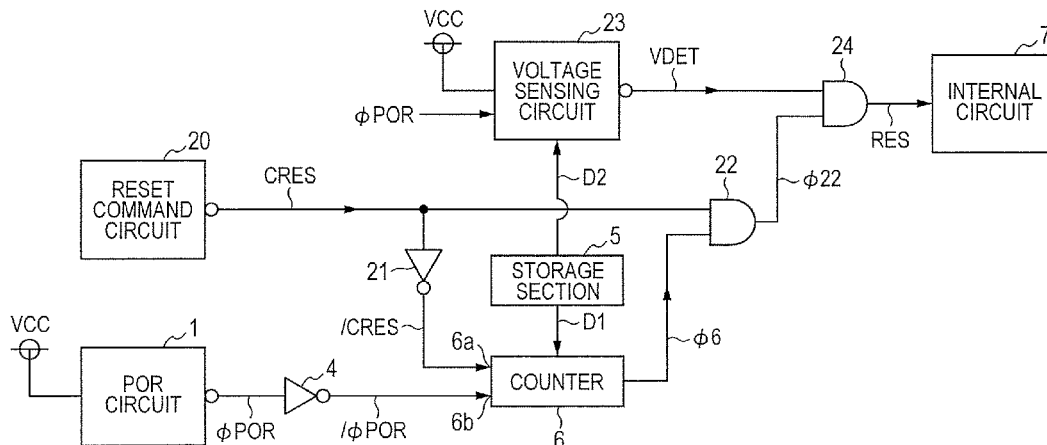 VCC
23
VOLTAGE
SENSING
CIRCUIT
VDET
24
7
INTERNAL
CIRCUIT
ϕPOR
RES
20
RESET
COMMAND
CIRCUIT
CRES
D2
22
ϕ22
21
5
STORAGE
SECTION
/CRES
D1
ϕ6
VCC
1
POR
CIRCUIT
4
6a
COUNTER
6b
ϕPOR
/ϕPOR
6